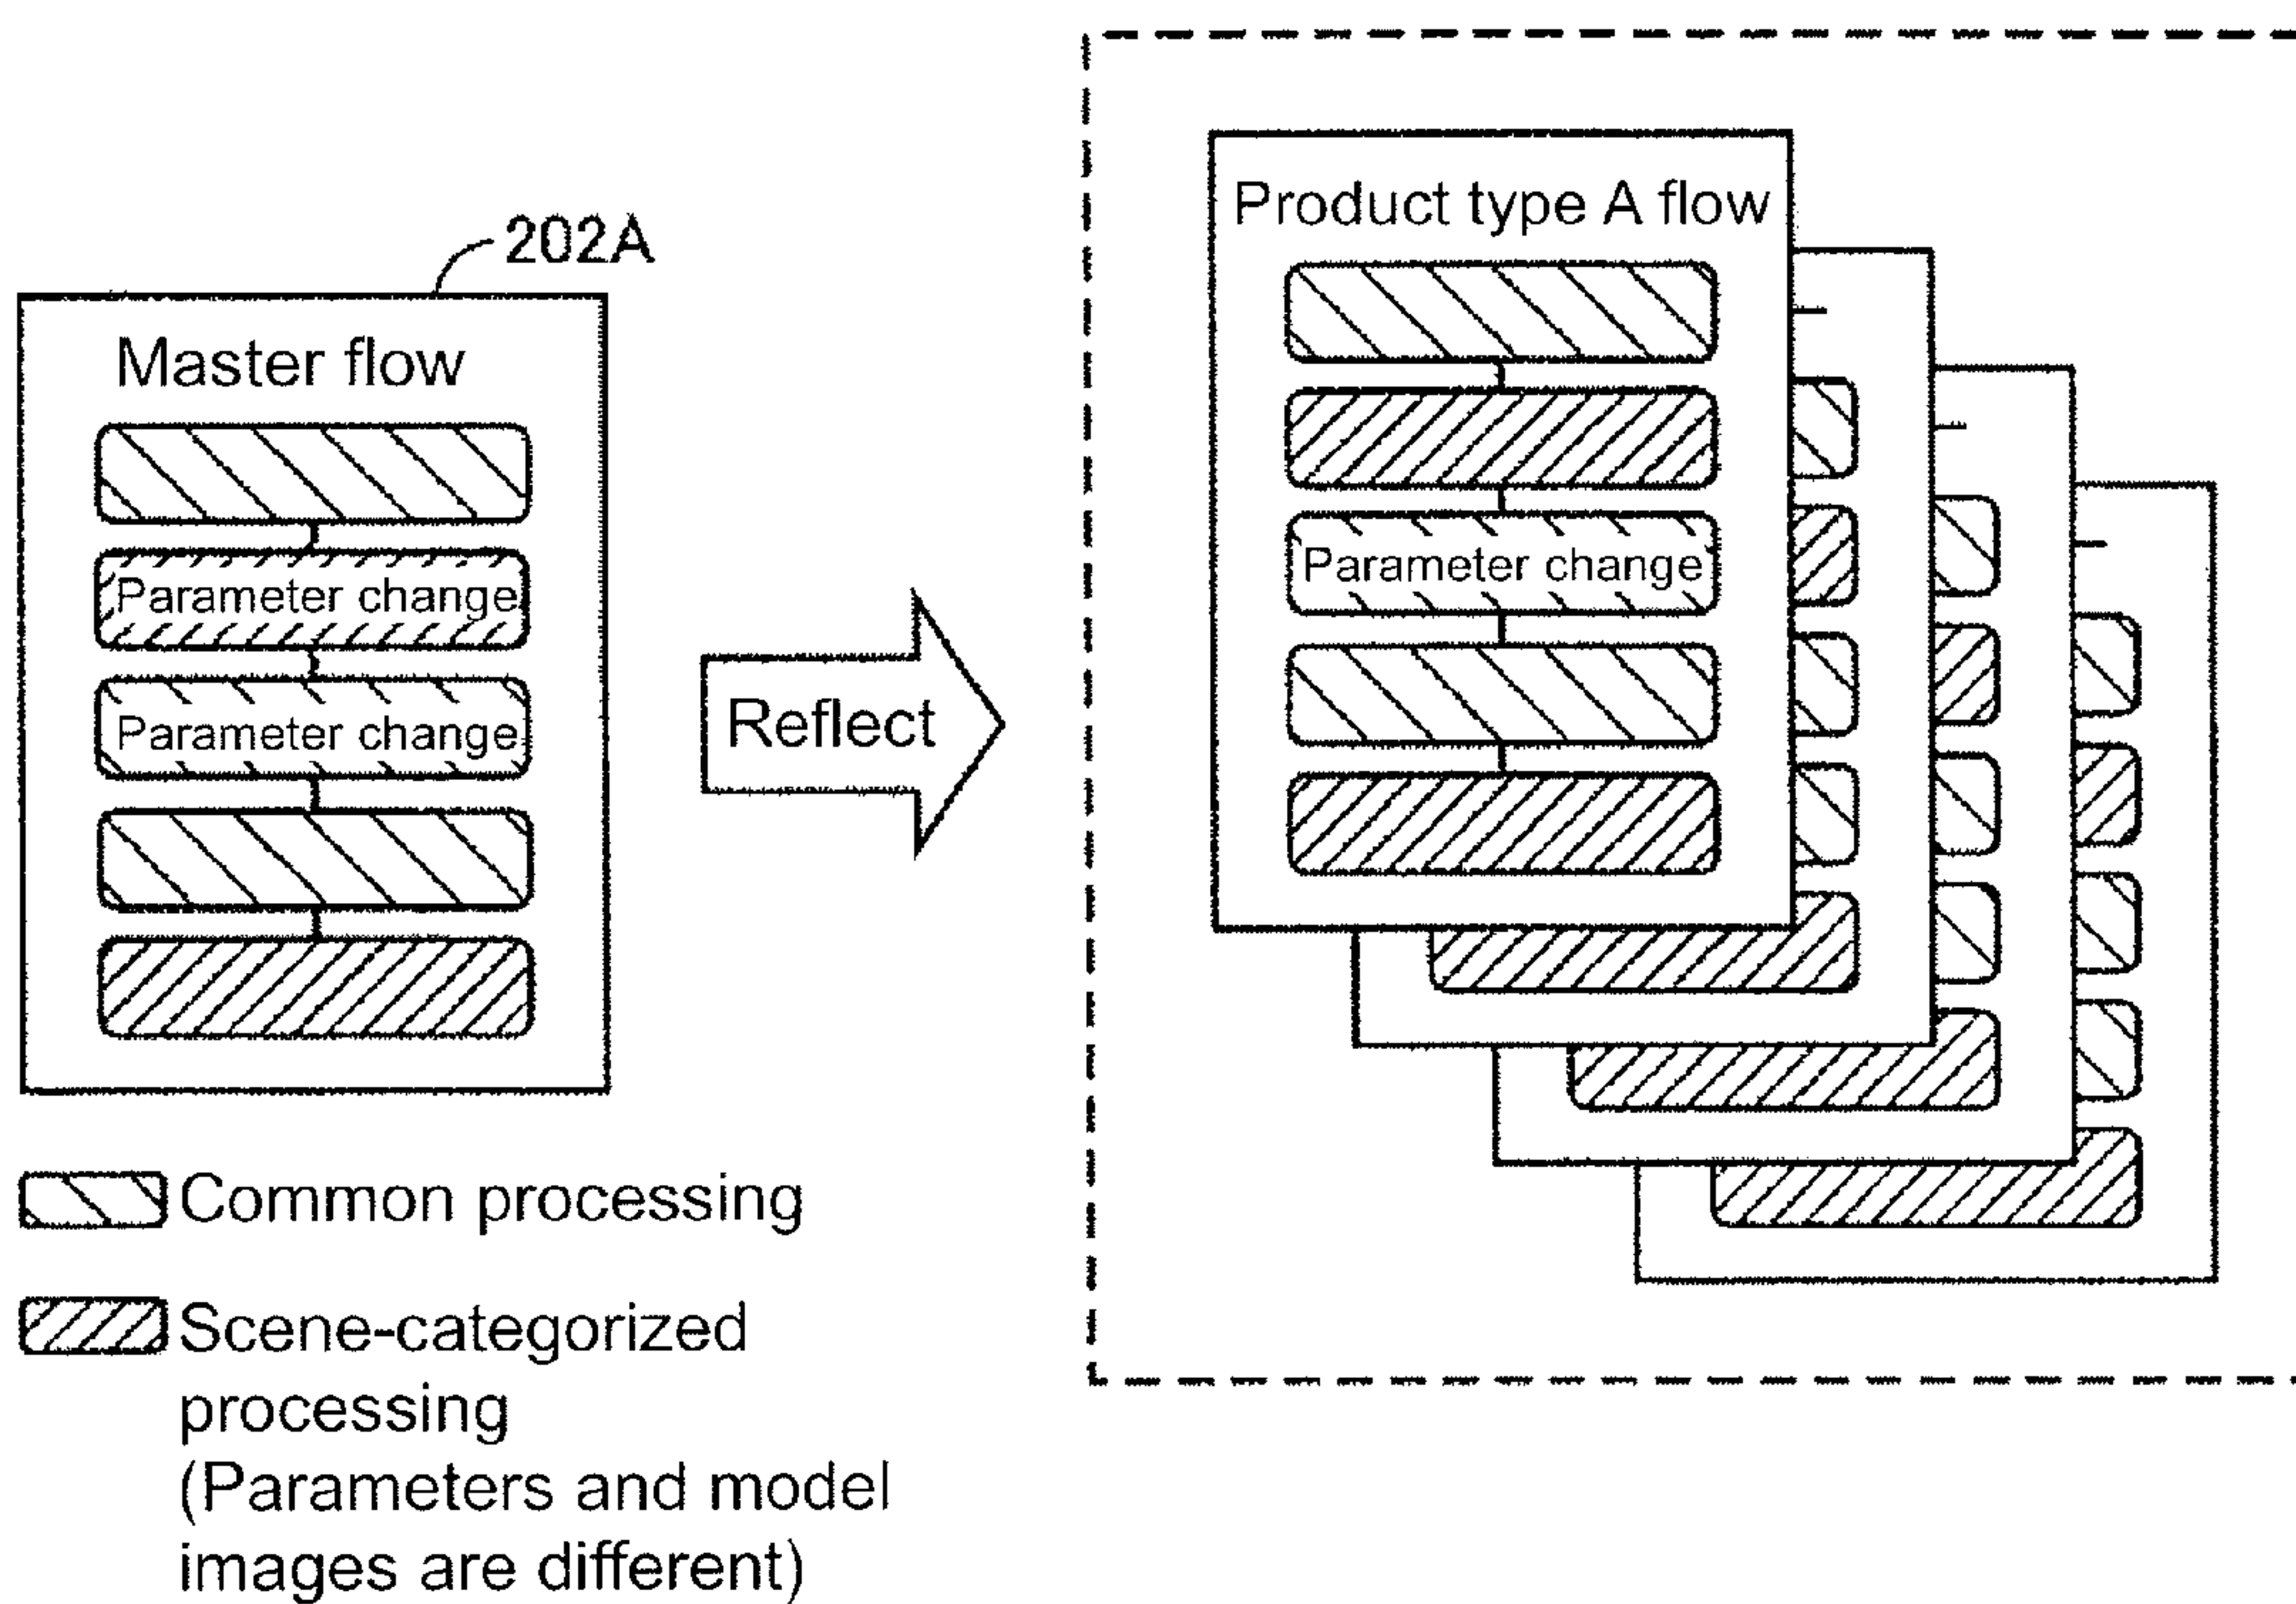 202A
Master flow
Parameter change
Parameter change
Reflect
Product type A flow
Parameter change
Common processing
Scene-categorized
processing
(Parameters and model
images are different)